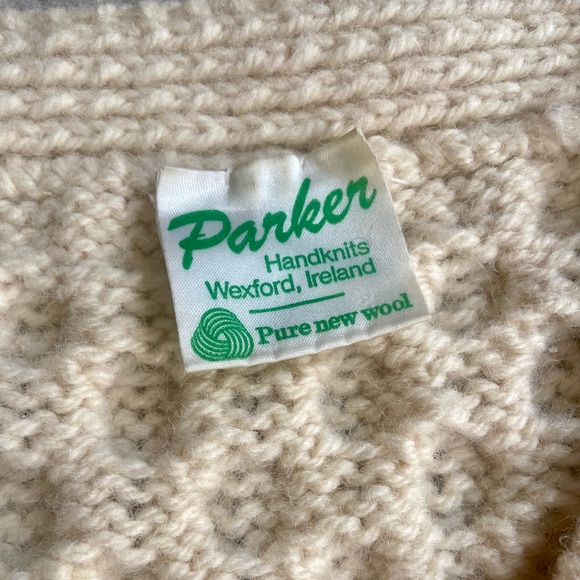 Parker
Handknits
Wexford, Ireland
Pure new wool